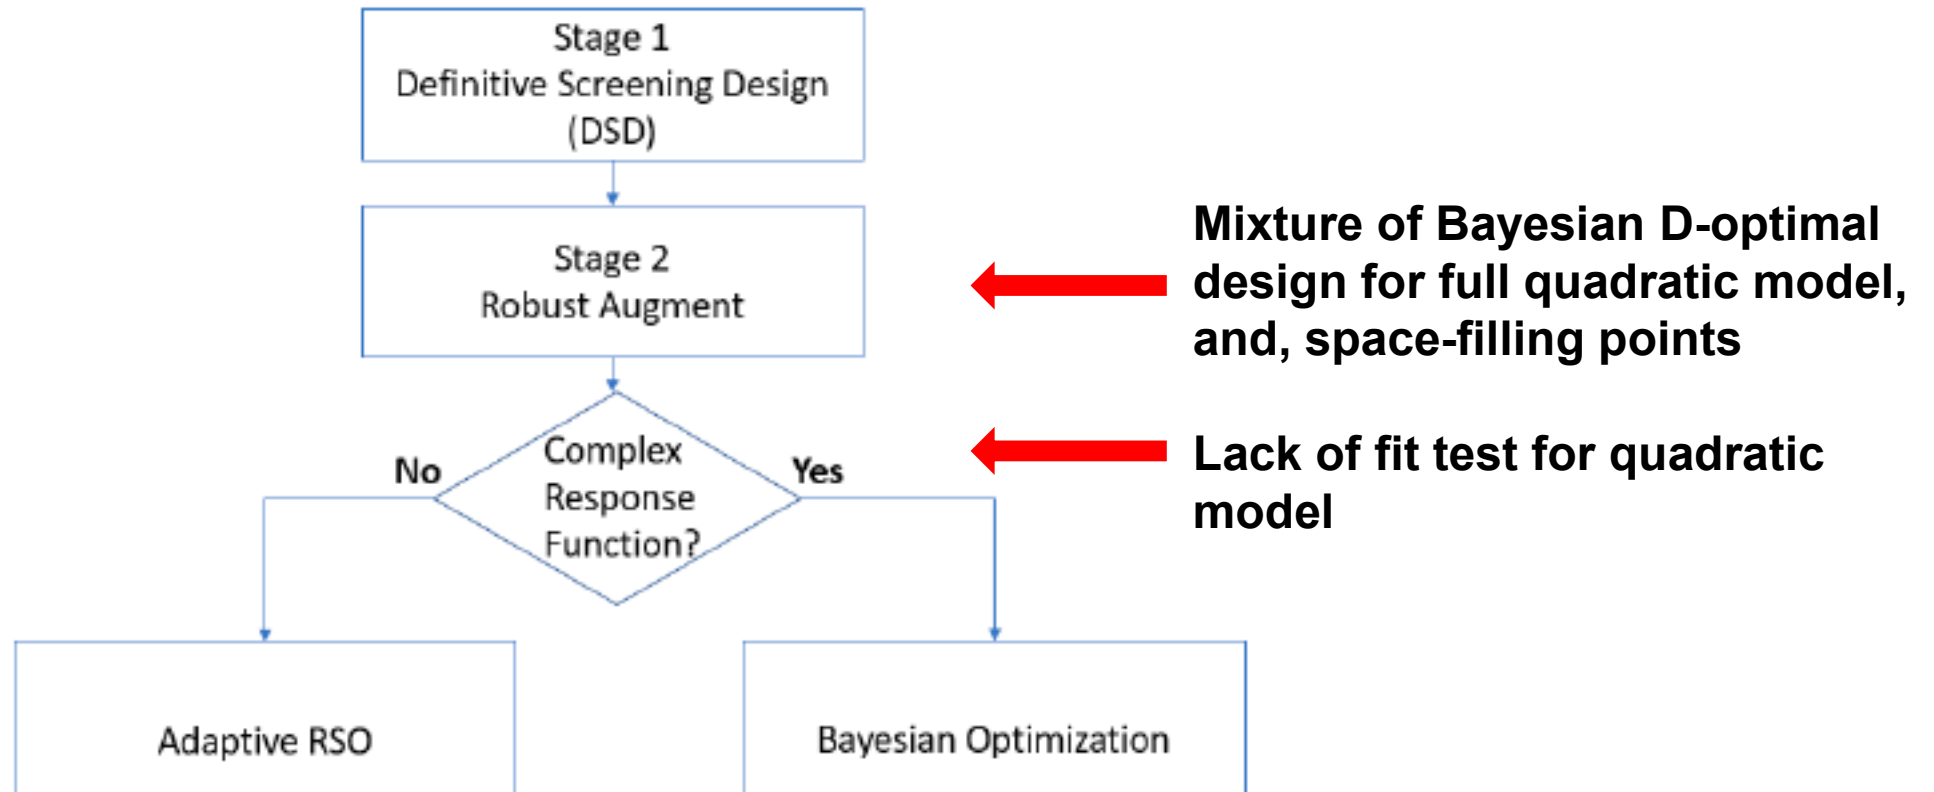 Stage 1
Definitive Screening Design
(DSD)
Stage 2
Robust Augment
Mixture of Bayesian D-optimal
design for full quadratic model,
and, space-filling points
Complex
Response
Function?
No
Yes
Lack of fit test for quadratic
model
Adaptive RSO
Bayesian Optimization